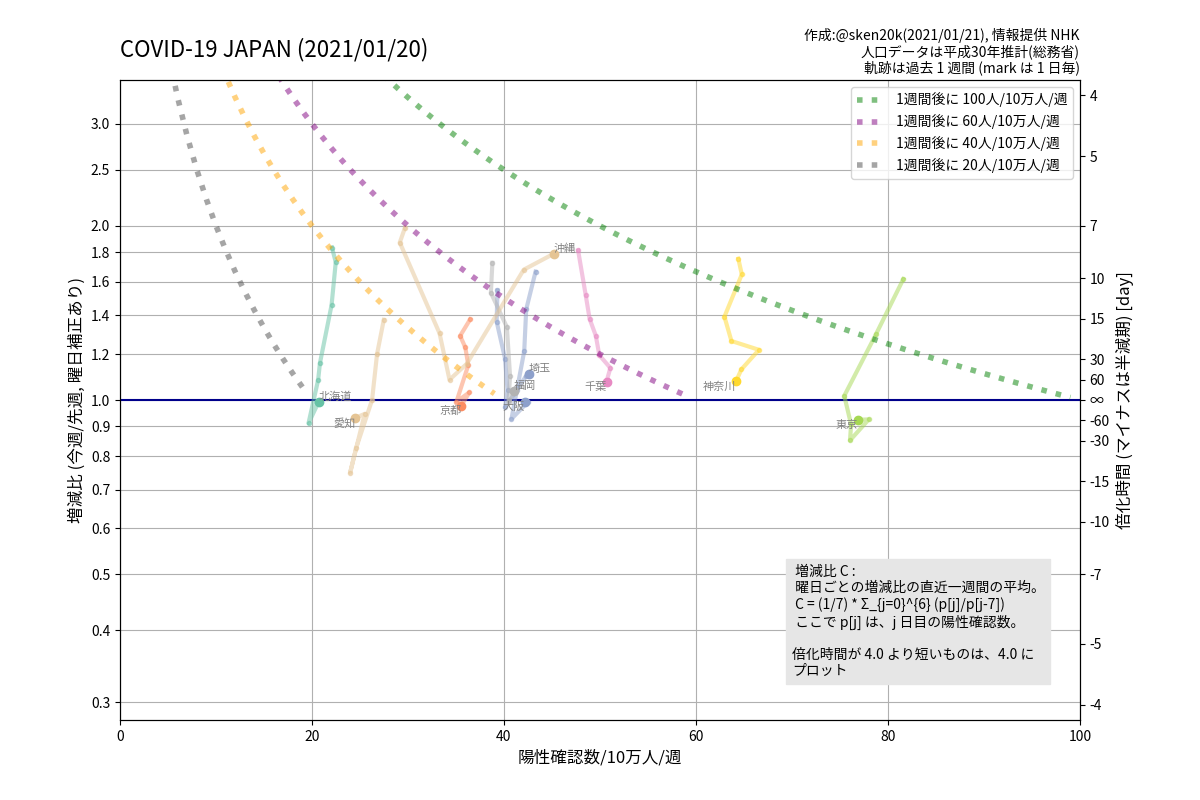 COVID-19 JAPAN (2021/01/20)
作成:@sken20k(2021/01/21), 情報提供 NHK
人口データは平成30年推計(総務省)
軌跡は過去 1 週間 (mark は 1 日毎)
1週間後に 100人/10万人/週
1週間後に 60人/10万人/週
1週間後に 40人/10万人/週
1週間後に 20人/10万人/週
増減比 (今週/先週, 曜日補正あり)
3.0
2.5
2.0
1.8
1.6
1.4
1.2
1.0
0.9
0.8
0.7
0.6
0.5
0.4
0.3
沖縄
埼玉
福岡
千葉
神奈川
北海道
大阪
京都
愛知
東京
4
5
7
10
15
30
60
∞
-60
-30
-15
-10
-7
-5
-4
倍化時間 (マイナスは半減期) [day]
増減比 C :
曜日ごとの増減比の直近一週間の平均。
C = (1/7) * Σ_{j=0}^{6} (p[j]/p[j-7])
ここで p[j] は、j 日目の陽性確認数。
倍化時間が 4.0 より短いものは、4.0 に
プロット
0
20
40
60
80
100
陽性確認数/10万人/週